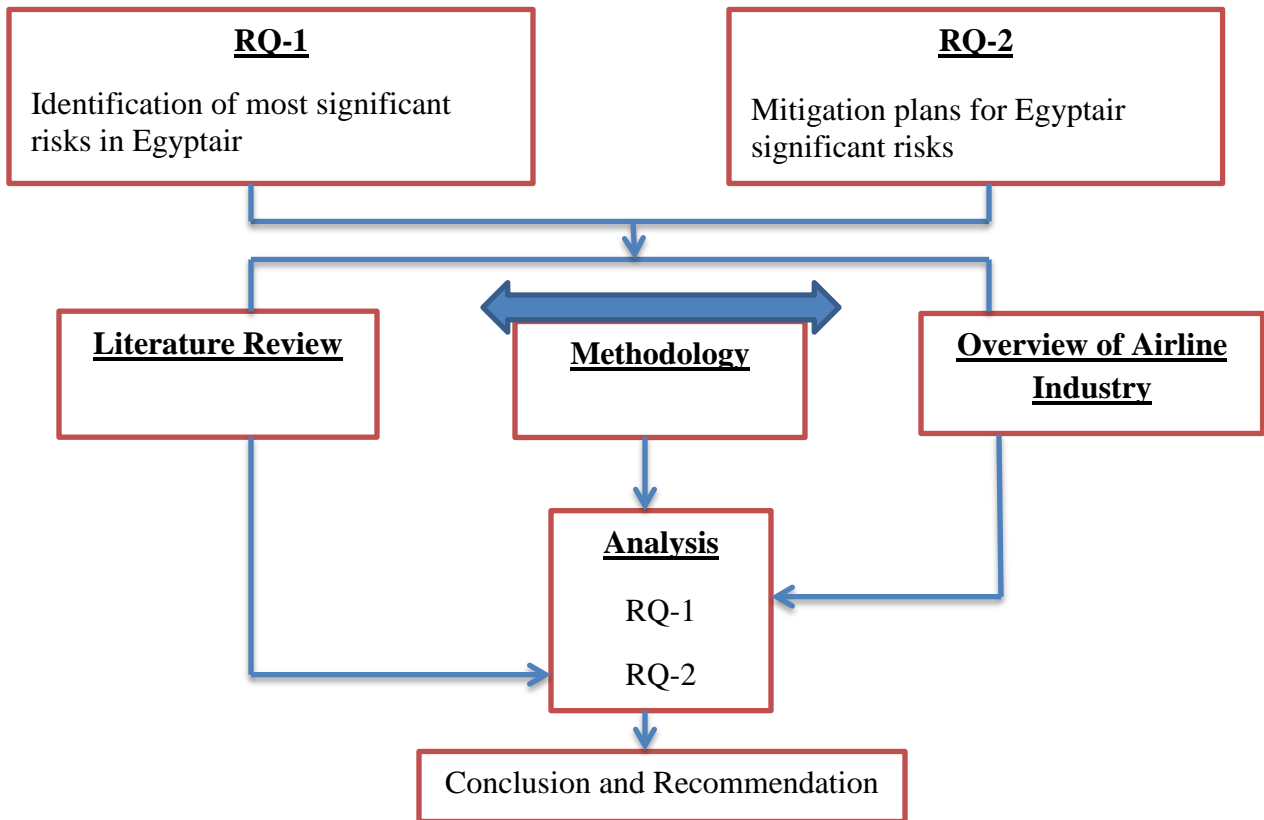 RQ-1
Identification of most significant
risks in Egyptair
RQ-2
Mitigation plans for Egyptair
significant risks
Literature Review
Methodology
Overview of Airline
Industry
Analysis
RQ-1
RQ-2
Conclusion and Recommendation